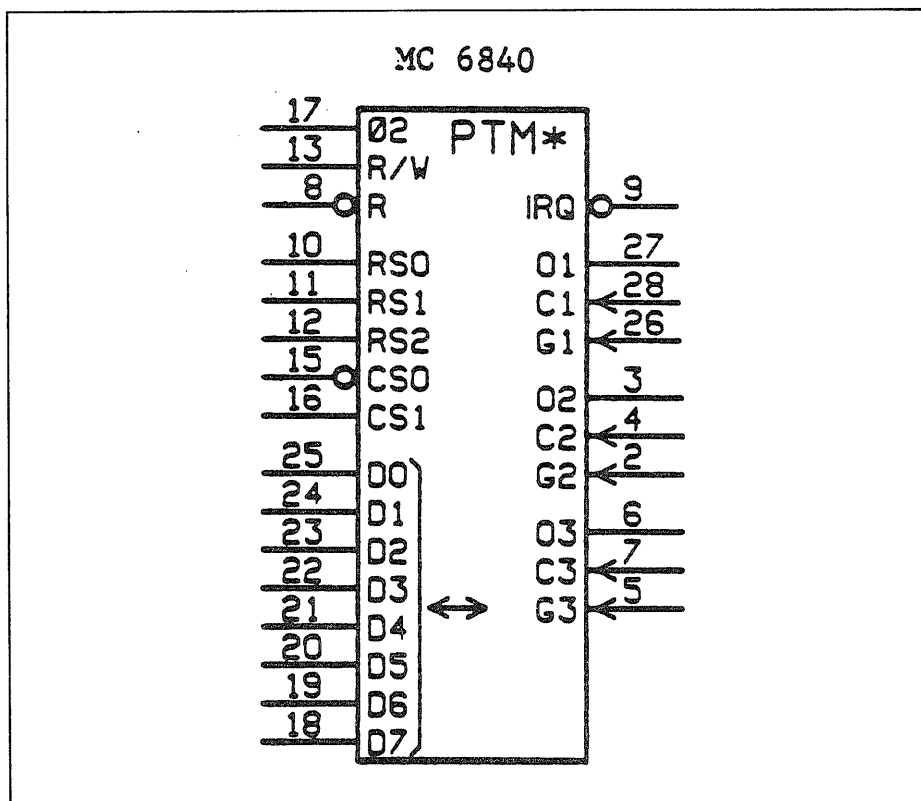 MC 6840
PTM*
17 Ø2
13 R/W
8 R
10 RS0
11 RS1
12 RS2
15 CS0
16 CS1
25 D0
24 D1
23 D2
22 D3
21 D4
20 D5
19 D6
18 D7
IRQ 9
O1 27
C1 28
G1 26
O2 3
C2 4
G2 2
O3 6
C3 7
G3 5